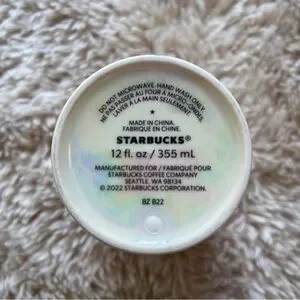 DO NOT MICROWAVE. HAND WASH ONLY.
NE PAS PASSER AU FOUR À MICRO-ONDES.
LAVER À LA MAIN SEULEMENT.
MADE IN CHINA.
FABRIQUÉ EN CHINE.
STARBUCKS®
12 fl. oz / 355 mL
MANUFACTURED FOR / FABRIQUÉ POUR
STARBUCKS COFFEE COMPANY
SEATTLE, WA 98134
© 2022 STARBUCKS CORPORATION.
BZ B22